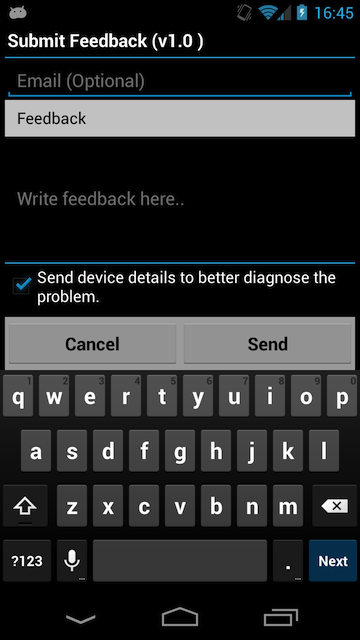 16:45
Submit Feedback (v1.0 )
Email (Optional)
Feedback
Write feedback here..
Send device details to better diagnose the
problem.
Cancel Send
1 2 3 4 5 6 7 8 9 0
q w e r t y u i o p
a s d f g h j k l
z x c v b n m
?123 . Next